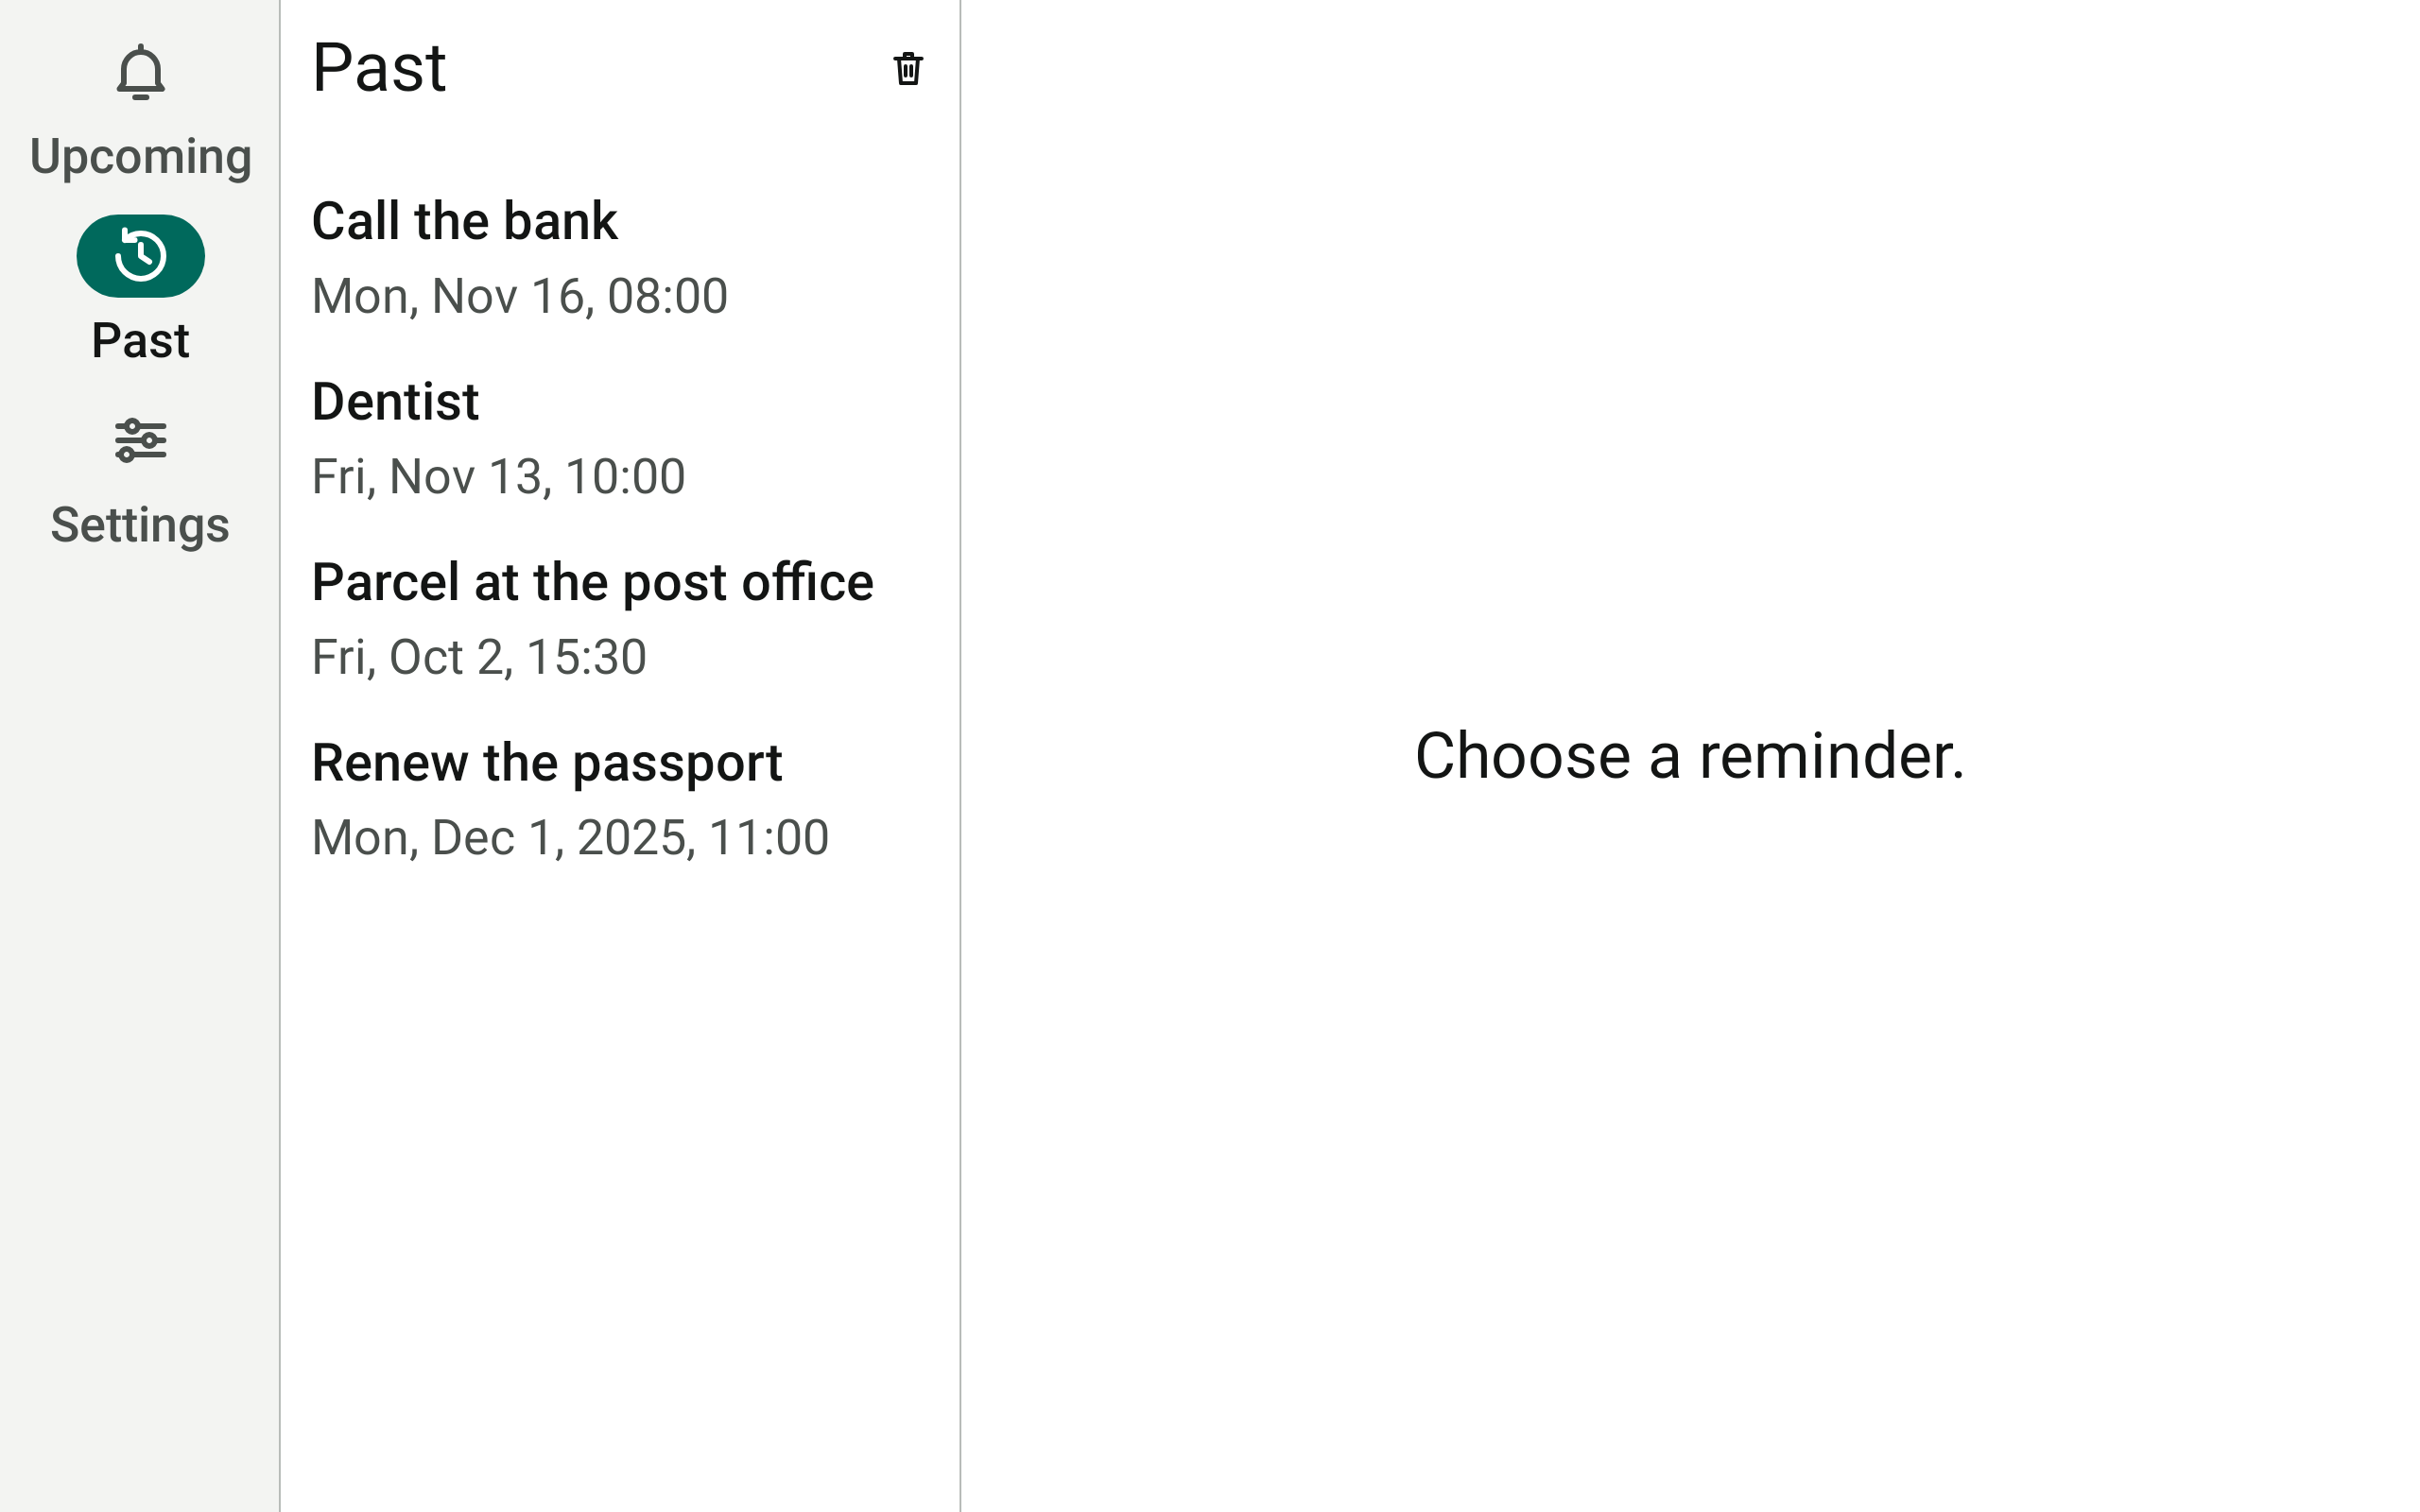 Upcoming
Past
Settings
Past
Call the bank
Mon, Nov 16, 08:00
Dentist
Fri, Nov 13, 10:00
Parcel at the post office
Fri, Oct 2, 15:30
Renew the passport
Mon, Dec 1, 2025, 11:00
Choose a reminder.